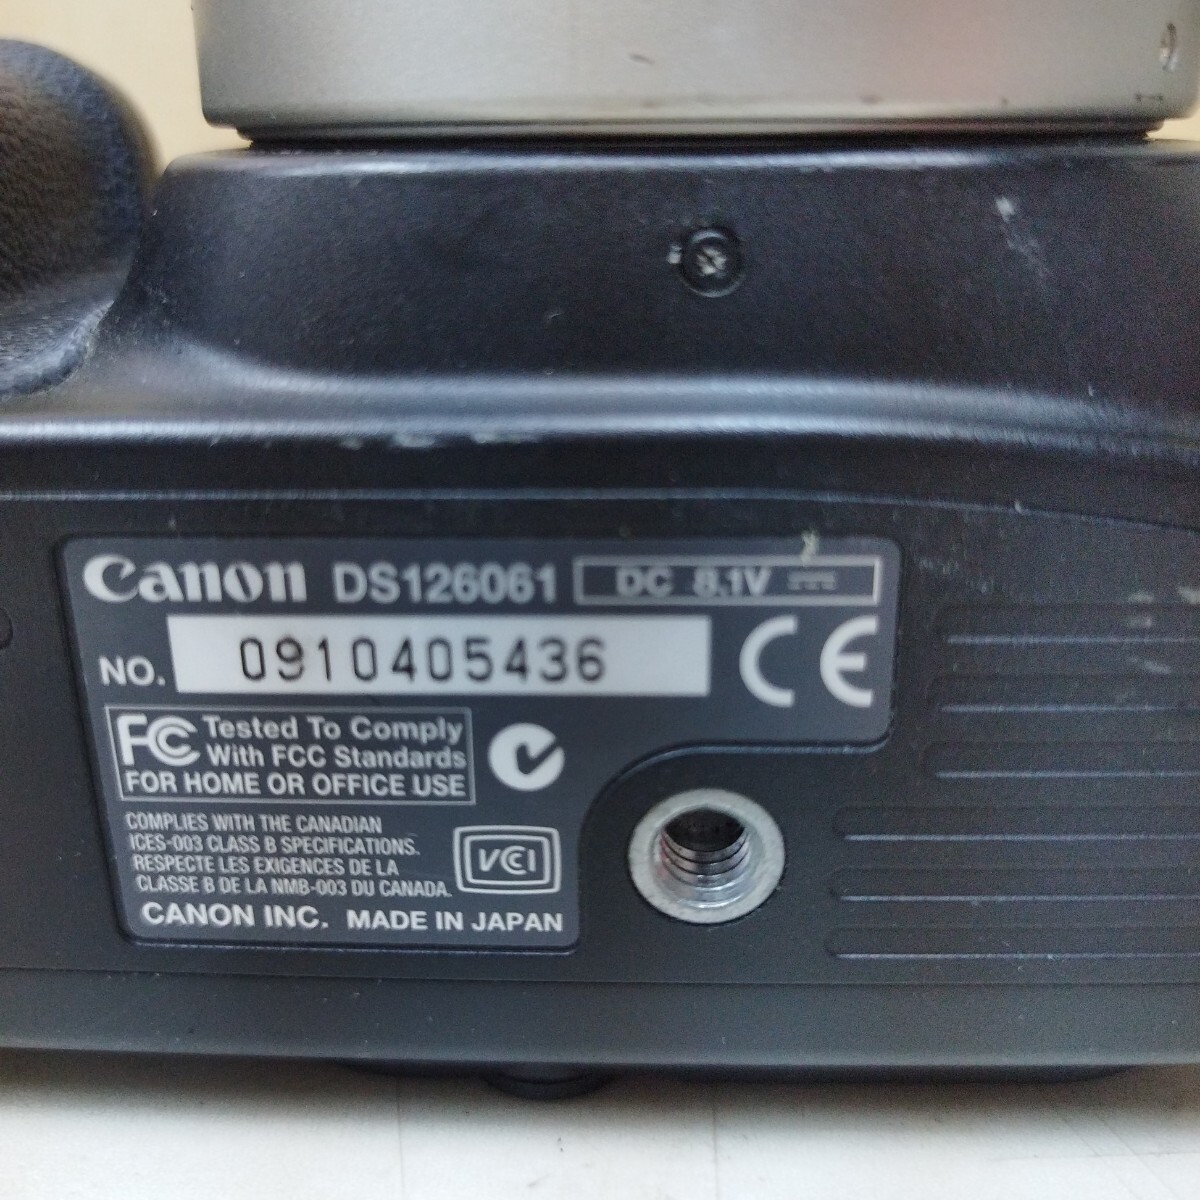 Canon DS126061 DC 8.1V
NO. 0910405436 CE
FC Tested To Comply
With FCC Standards
FOR HOME OR OFFICE USE
COMPLIES WITH THE CANADIAN
ICES-003 CLASS B SPECIFICATIONS.
RESPECTE LES EXIGENCES DE LA
CLASSE B DE LA NMB-003 DU CANADA.
VCI
CANON INC. MADE IN JAPAN